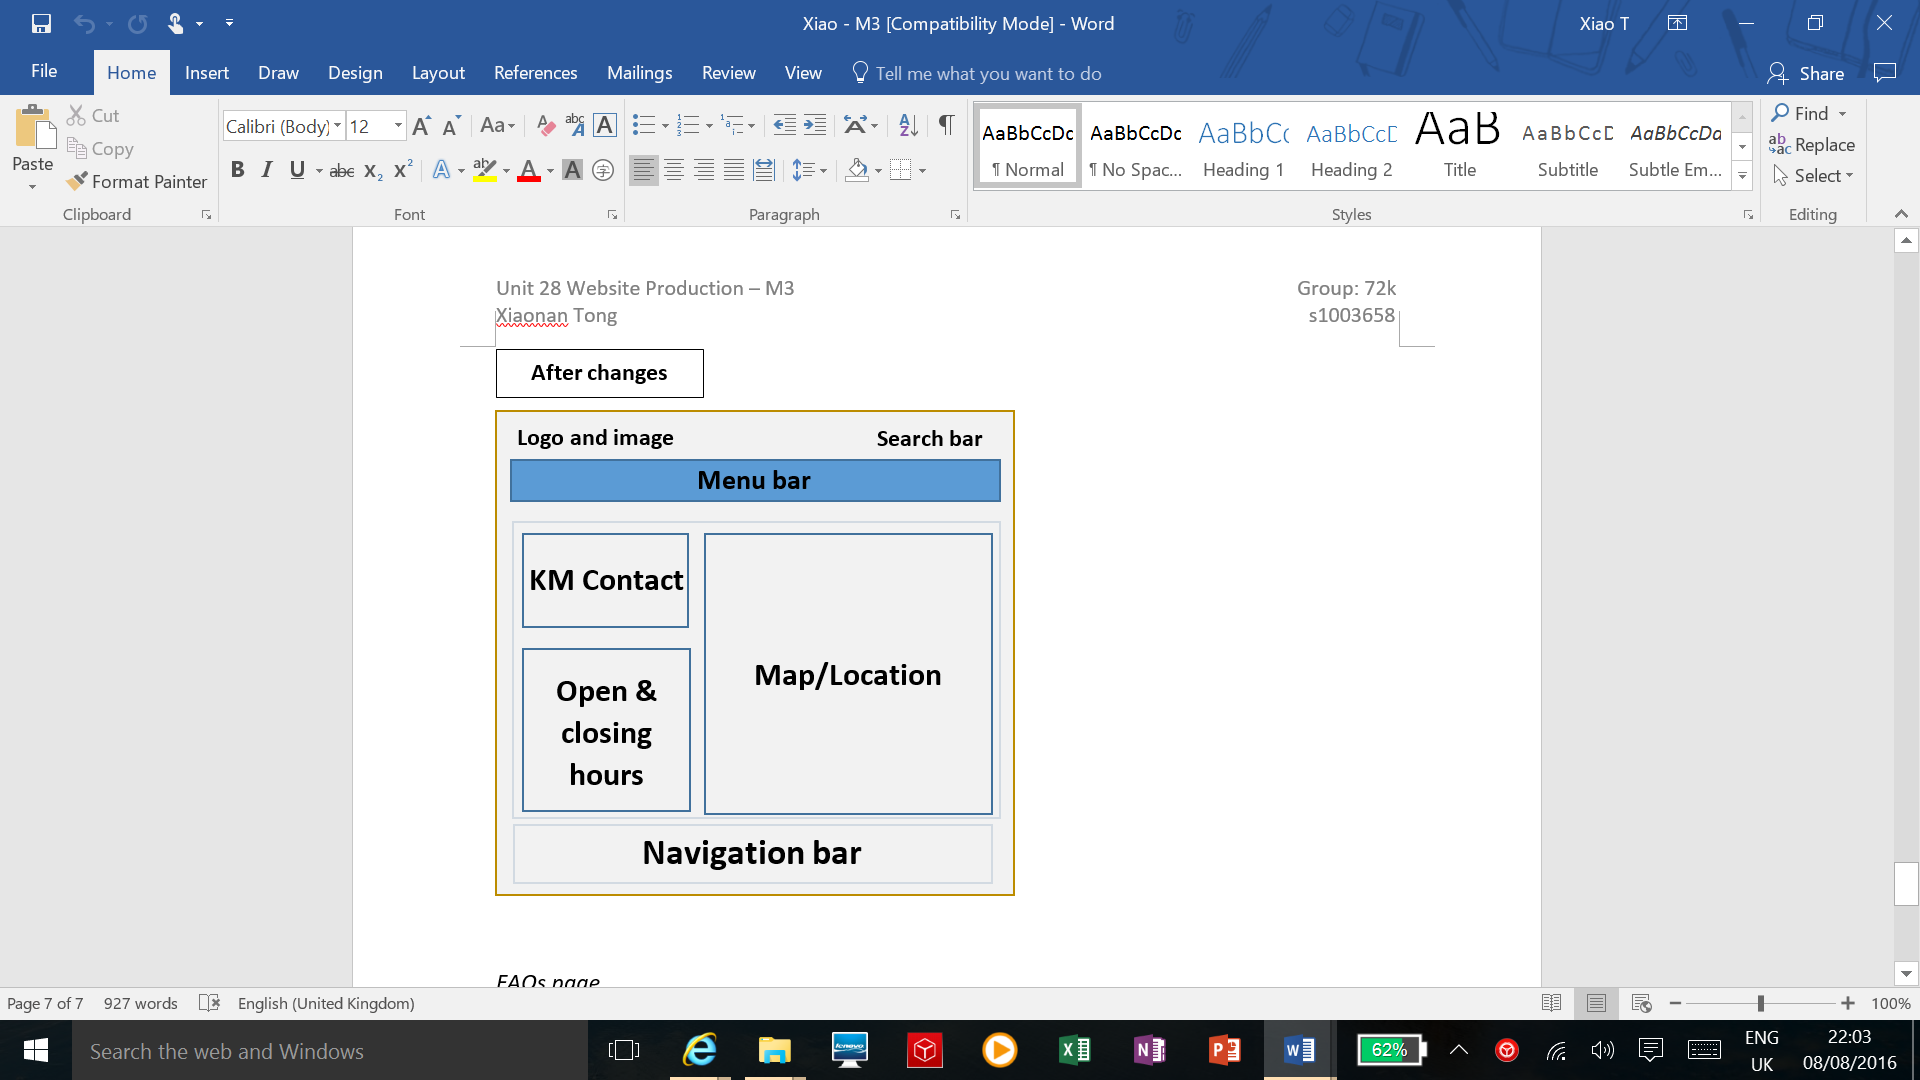 Xiao - M3 [Compatibility Mode] - Word
Xiao T
File
Home
Insert
Draw
Design
Layout
References
Mailings
Review
View
Tell me what you want to do
Share
Paste
Cut
Copy
Format Painter
Clipboard
Calibri (Body)
12
Font
Paragraph
AaBbCcDc
¶ Normal
AaBbCcDc
¶ No Spac...
AaBbCc
Heading 1
AaBbCcD
Heading 2
AaB
Title
AaBbCcD
Subtitle
AaBbCcDa
Subtle Em...
Styles
Find
Replace
Select
Editing
Unit 28 Website Production – M3
Group: 72k
Xiaonan Tong
s1003658
After changes
Logo and image
Search bar
Menu bar
KM Contact
Map/Location
Open &
closing
hours
Navigation bar
FAQs page
Page 7 of 7
927 words
English (United Kingdom)
100%
Search the web and Windows
62%
ENG
UK
22:03
08/08/2016